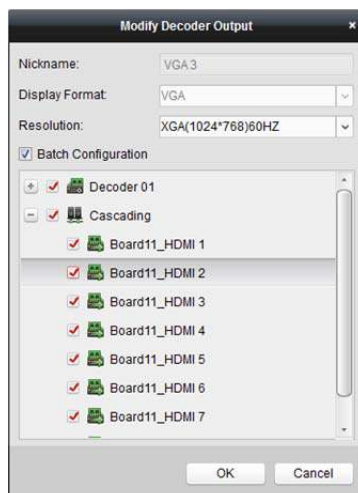 Modify Decoder Output ×
Nickname: VGA 3
Display Format: VGA
Resolution: XGA(1024*768)60HZ
Batch Configuration
Decoder 01
Cascading
Board11_HDMI 1
Board11_HDMI 2
Board11_HDMI 3
Board11_HDMI 4
Board11_HDMI 5
Board11_HDMI 6
Board11_HDMI 7
OK Cancel